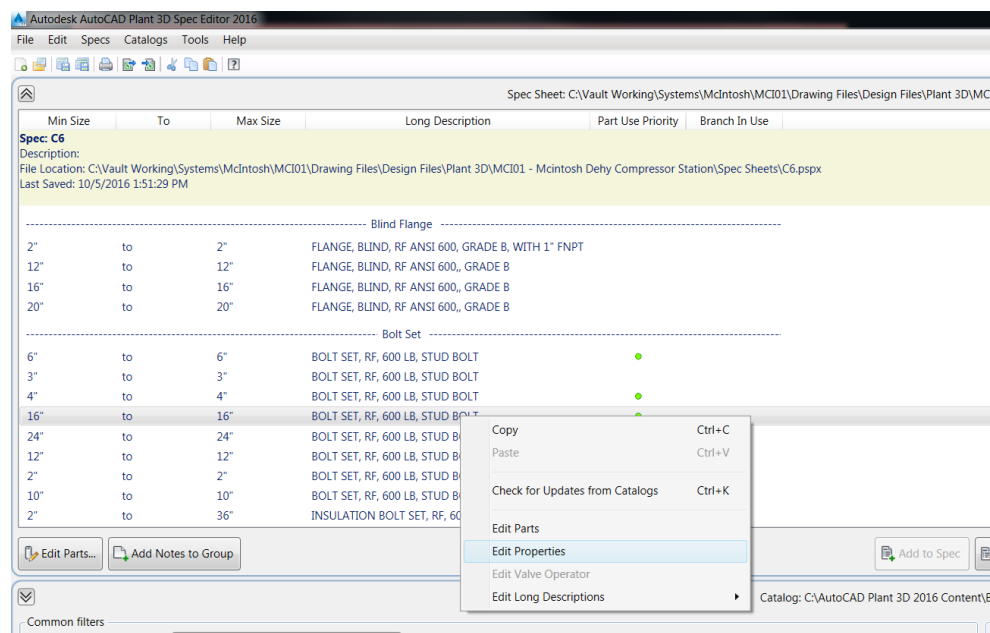 Autodesk AutoCAD Plant 3D Spec Editor 2016
File Edit Specs Catalogs Tools Help
Spec Sheet: C:\Vault Working\Systems\McIntosh\MCI01\Drawing Files\Design Files\Plant 3D\MC
Min Size To Max Size Long Description Part Use Priority Branch In Use
Spec: C6
Description:
File Location: C:\Vault Working\Systems\McIntosh\MCI01\Drawing Files\Design Files\Plant 3D\MCI01 - Mcintosh Dehy Compressor Station\Spec Sheets\C6.pspx
Last Saved: 10/5/2016 1:51:29 PM
Blind Flange
2" to 2" FLANGE, BLIND, RF ANSI 600, GRADE B, WITH 1" FNPT
12" to 12" FLANGE, BLIND, RF ANSI 600,, GRADE B
16" to 16" FLANGE, BLIND, RF ANSI 600,, GRADE B
20" to 20" FLANGE, BLIND, RF ANSI 600,, GRADE B
Bolt Set
6" to 6" BOLT SET, RF, 600 LB, STUD BOLT
3" to 3" BOLT SET, RF, 600 LB, STUD BOLT
4" to 4" BOLT SET, RF, 600 LB, STUD BOLT
16" to 16" BOLT SET, RF, 600 LB, STUD BOLT
24" to 24" BOLT SET, RF, 600 LB, STUD B
12" to 12" BOLT SET, RF, 600 LB, STUD B
2" to 2" BOLT SET, RF, 600 LB, STUD B
10" to 10" BOLT SET, RF, 600 LB, STUD B
2" to 36" INSULATION BOLT SET, RF, 60
Copy Ctrl+C
Paste Ctrl+V
Check for Updates from Catalogs Ctrl+K
Edit Parts
Edit Properties
Edit Valve Operator
Edit Long Descriptions
Edit Parts... Add Notes to Group Add to Spec
Catalog: C:\AutoCAD Plant 3D 2016 Content\
Common filters